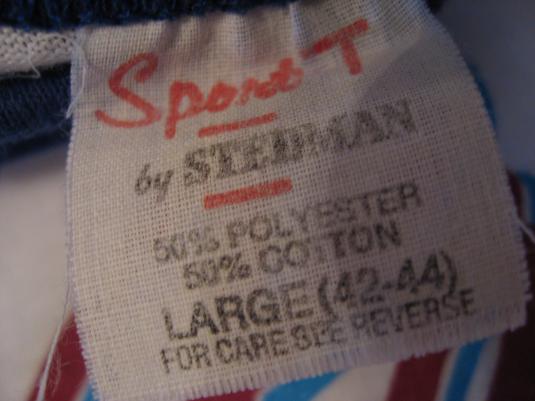 Sport T
by STEDMAN
50% POLYESTER
50% COTTON
LARGE (42-44)
FOR CARE SEE REVERSE